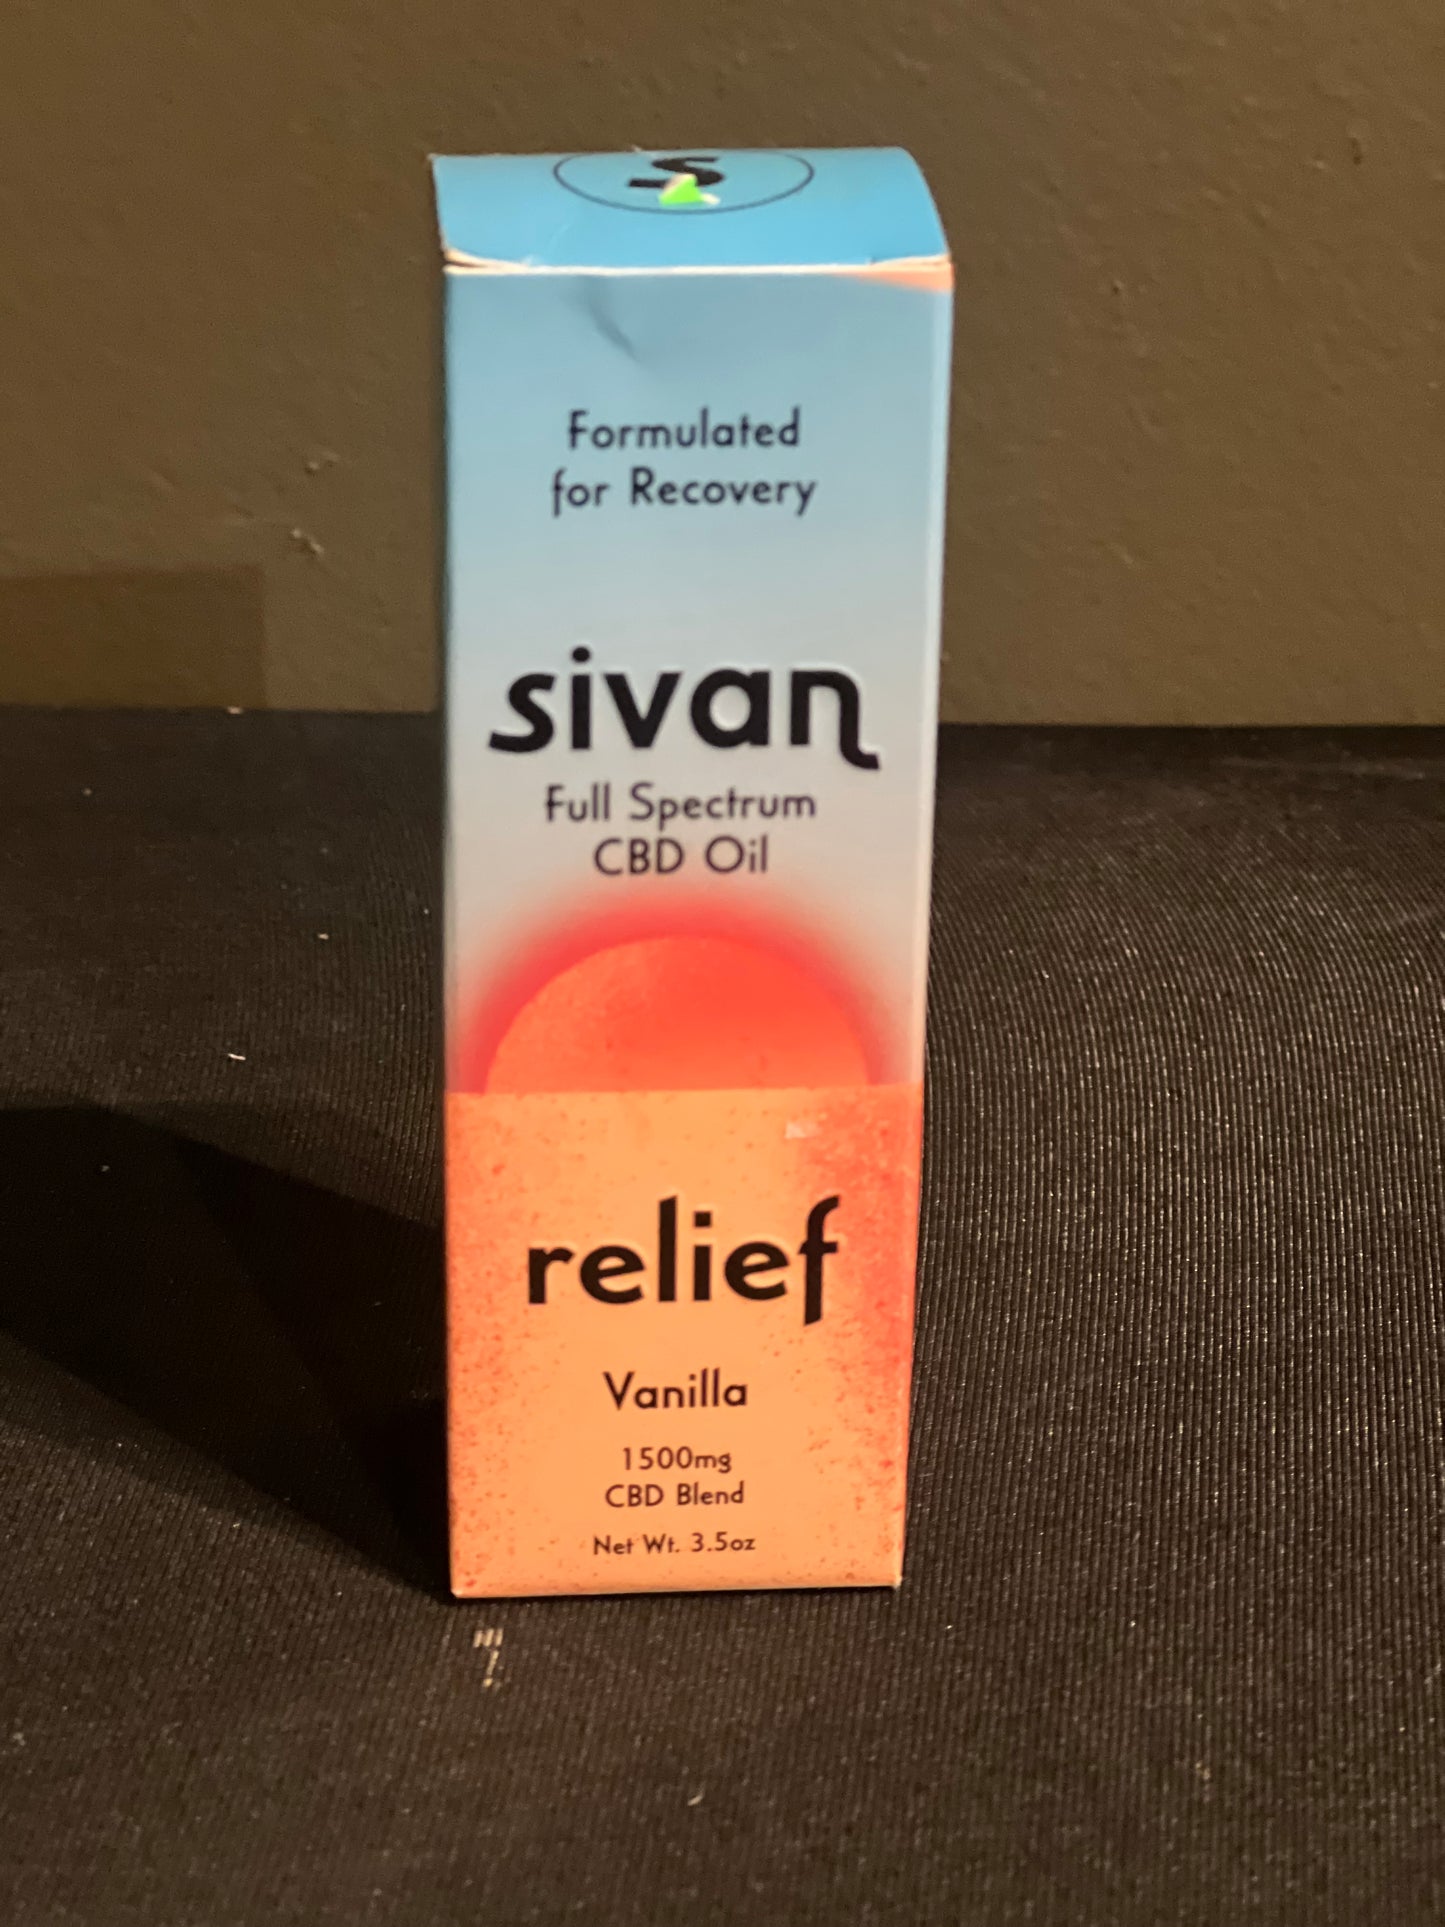 S
Formulated
for Recovery
sivan
Full Spectrum
CBD Oil
relief
Vanilla
1500mg
CBD Blend
Net Wt. 3.5oz